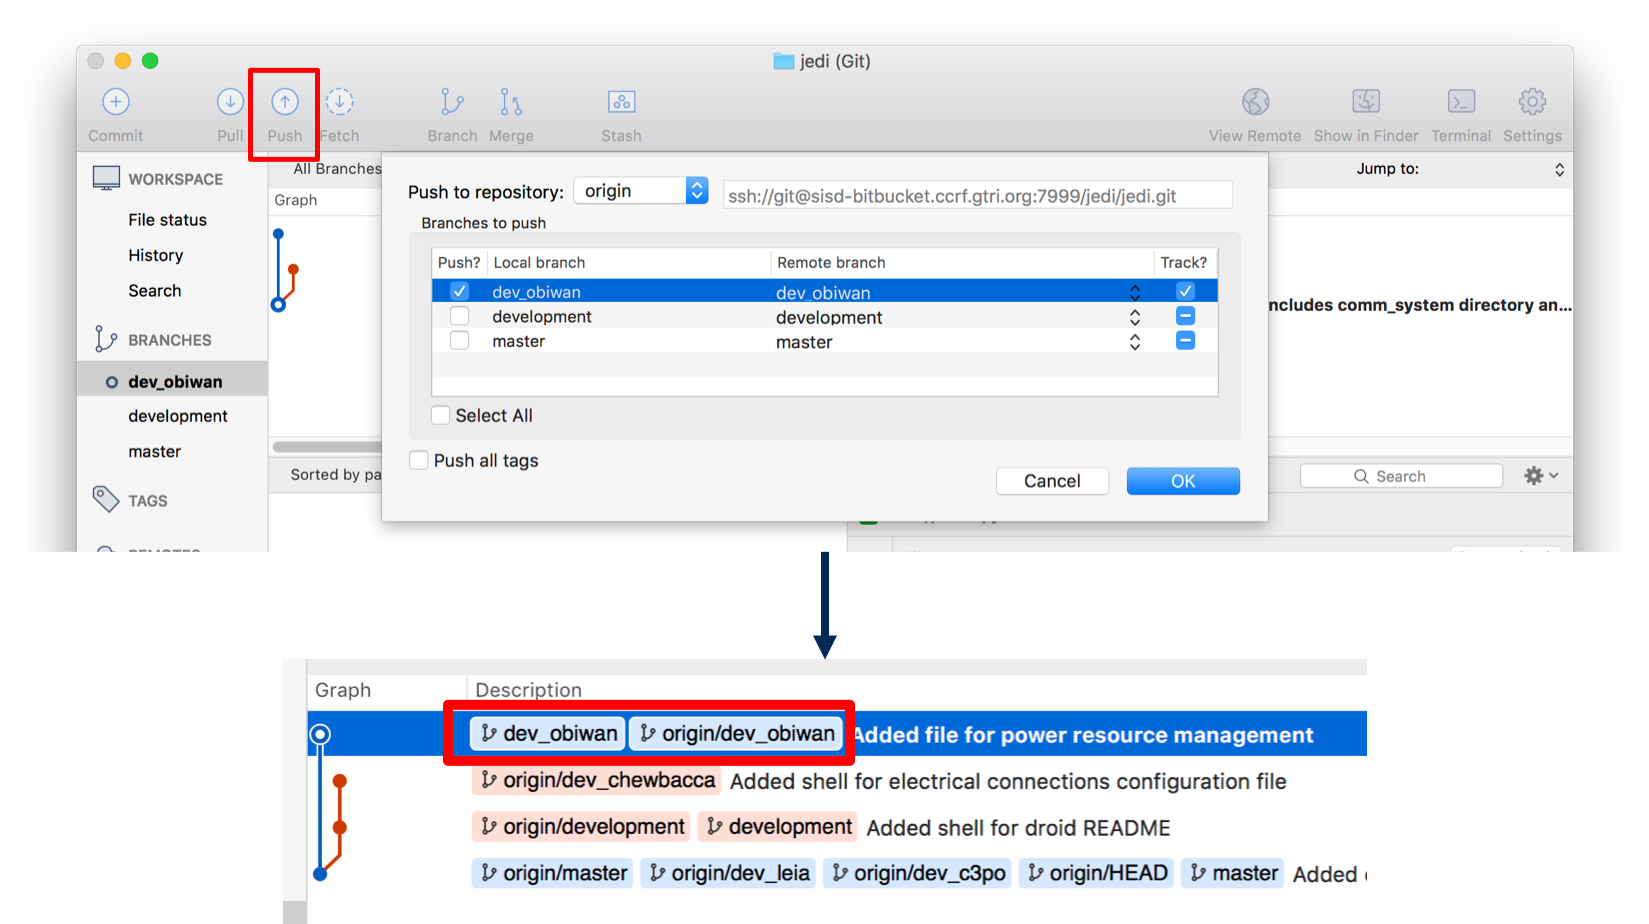 jedi (Git)
Commit Pull Push Fetch Branch Merge Stash View Remote Show in Finder Terminal Settings
WORKSPACE
File status
History
Search
BRANCHES
dev_obiwan
development
master
TAGS
All Branches
Jump to:
Graph
Push to repository: origin ssh://git@sisd-bitbucket.ccrf.gtri.org:7999/jedi/jedi.git
Branches to push
Push? Local branch Remote branch Track?
dev_obiwan dev_obiwan
development development
master master
Select All
Push all tags
Cancel OK
ncludes comm_system directory an...
Sorted by pa
Search
Graph Description
dev_obiwan origin/dev_obiwan Added file for power resource management
origin/dev_chewbacca Added shell for electrical connections configuration file
origin/development development Added shell for droid README
origin/master origin/dev_leia origin/dev_c3po origin/HEAD master Added